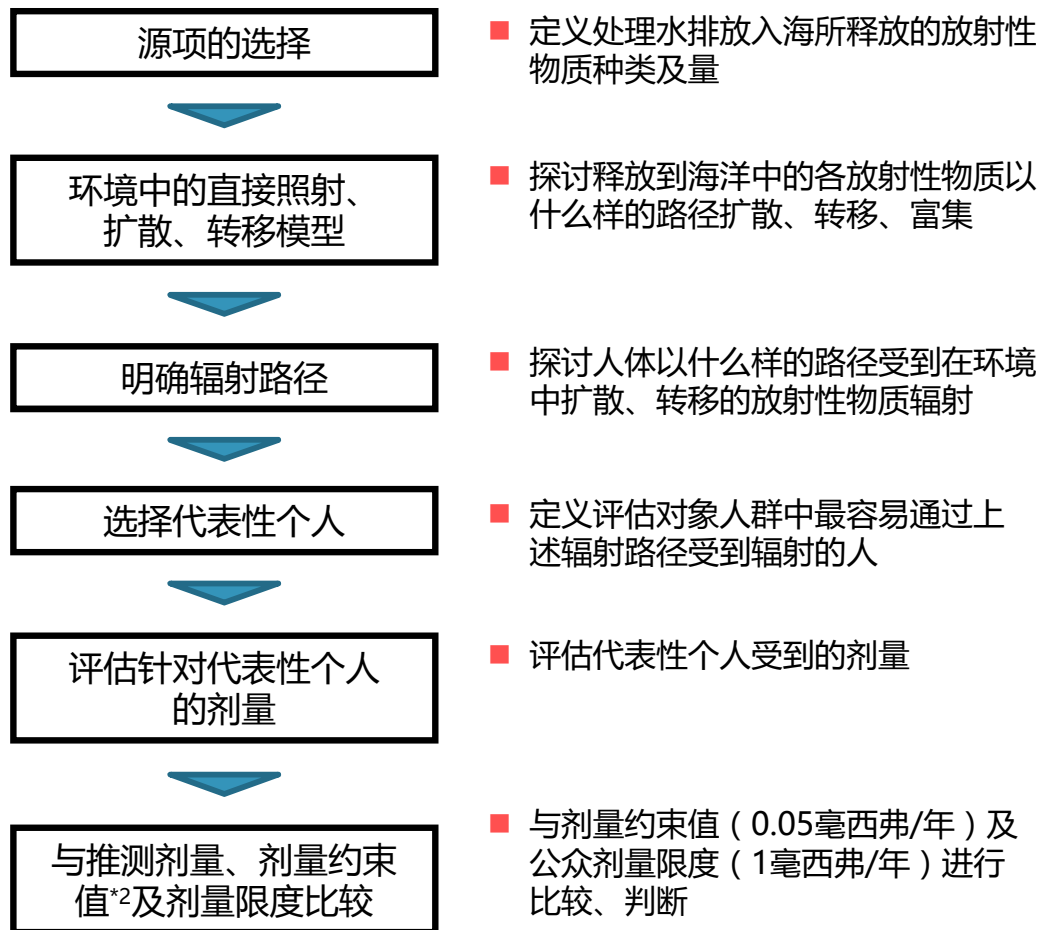 源项的选择
■ 定义处理水排放入海所释放的放射性
物质种类及量
环境中的直接照射、
扩散、转移模型
■ 探讨释放到海洋中的各放射性物质以
什么样的路径扩散、转移、富集
明确辐射路径
■ 探讨人体以什么样的路径受到在环境
中扩散、转移的放射性物质辐射
选择代表性个人
■ 定义评估对象人群中最容易通过上
述辐射路径受到辐射的人
评估针对代表性个人
的剂量
■ 评估代表性个人受到的剂量
与推测剂量、剂量约束
值*2及剂量限度比较
■ 与剂量约束值（0.05毫西弗/年）及
公众剂量限度（1毫西弗/年）进行
比较、判断